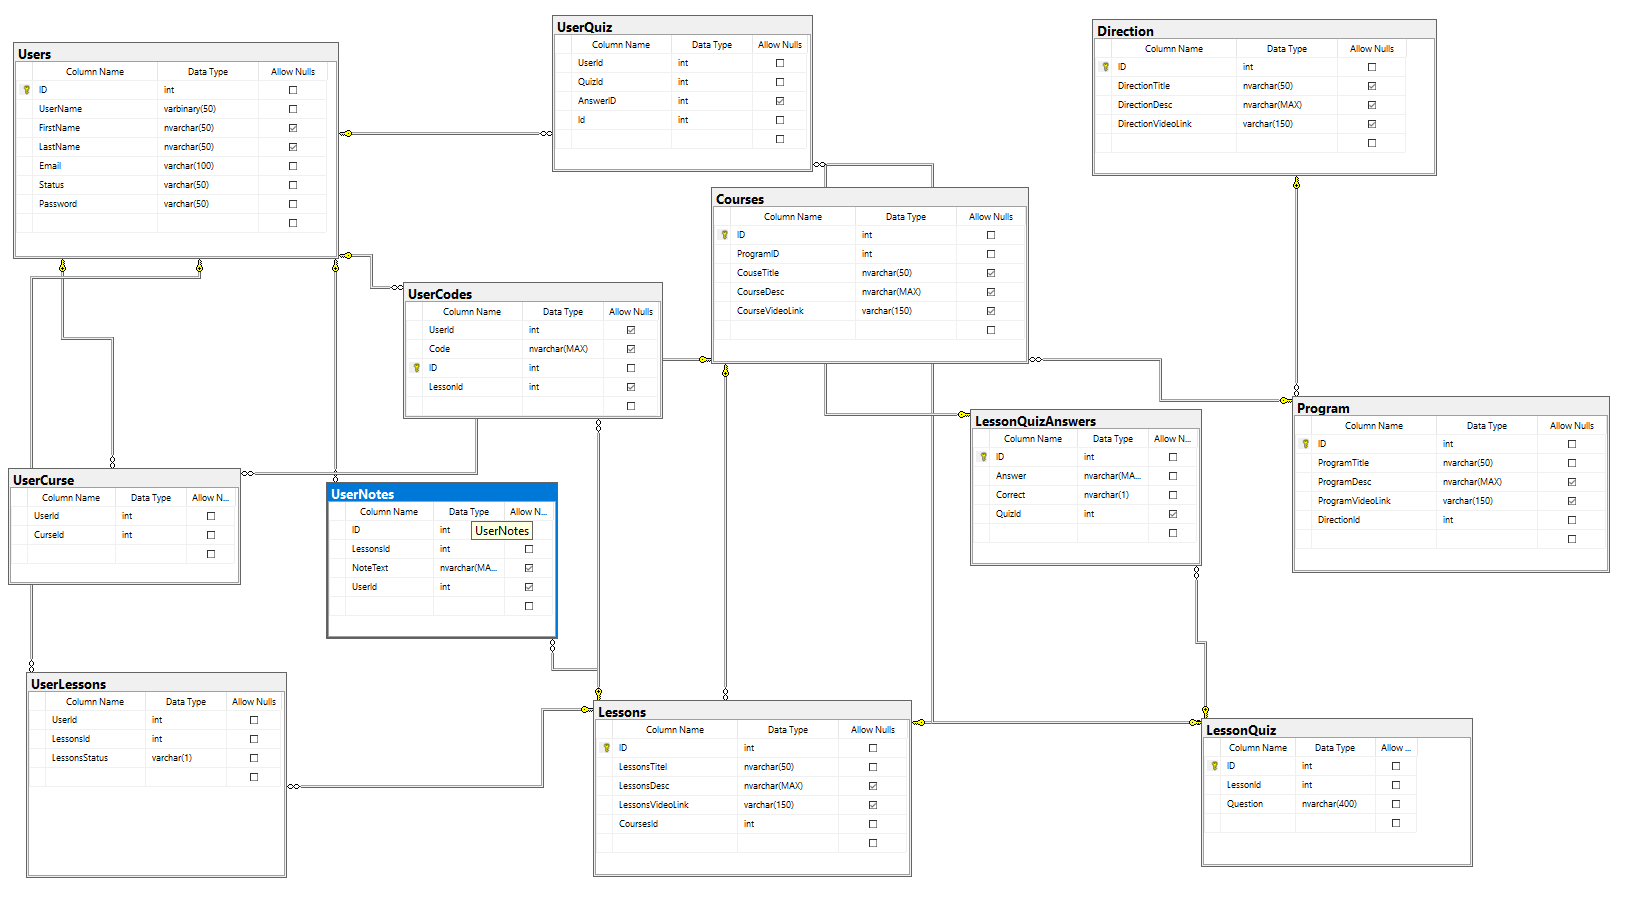 Users
Column Name Data Type Allow Nulls
ID int
UserName varbinary(50)
FirstName nvarchar(50)
LastName nvarchar(50)
Email varchar(100)
Status varchar(50)
Password varchar(50)
UserQuiz
Column Name Data Type Allow Nulls
UserId int
QuizId int
AnswerID int
Id int
Direction
Column Name Data Type Allow Nulls
ID int
DirectionTitle nvarchar(50)
DirectionDesc nvarchar(MAX)
DirectionVideoLink varchar(150)
Courses
Column Name Data Type Allow Nulls
ID int
ProgramID int
CouseTitle nvarchar(50)
CourseDesc nvarchar(MAX)
CourseVideoLink varchar(150)
UserCodes
Column Name Data Type Allow Nulls
UserId int
Code nvarchar(MAX)
ID int
LessonId int
LessonQuizAnswers
Column Name Data Type Allow N...
ID int
Answer nvarchar(MA...
Correct nvarchar(1)
QuizId int
Program
Column Name Data Type Allow Nulls
ID int
ProgramTitle nvarchar(50)
ProgramDesc nvarchar(MAX)
ProgramVideoLink varchar(150)
DirectionId int
UserCurse
Column Name Data Type Allow N...
UserId int
CurseId int
UserNotes
Column Name Data Type Allow N...
ID int
UserNotes
LessonsId int
NoteText nvarchar(MA...
UserId int
UserLessons
Column Name Data Type Allow Nulls
UserId int
LessonsId int
LessonsStatus varchar(1)
Lessons
Column Name Data Type Allow Nulls
ID int
LessonsTitel nvarchar(50)
LessonsDesc nvarchar(MAX)
LessonsVideoLink varchar(150)
CoursesId int
LessonQuiz
Column Name Data Type Allow ...
ID int
LessonId int
Question nvarchar(400)